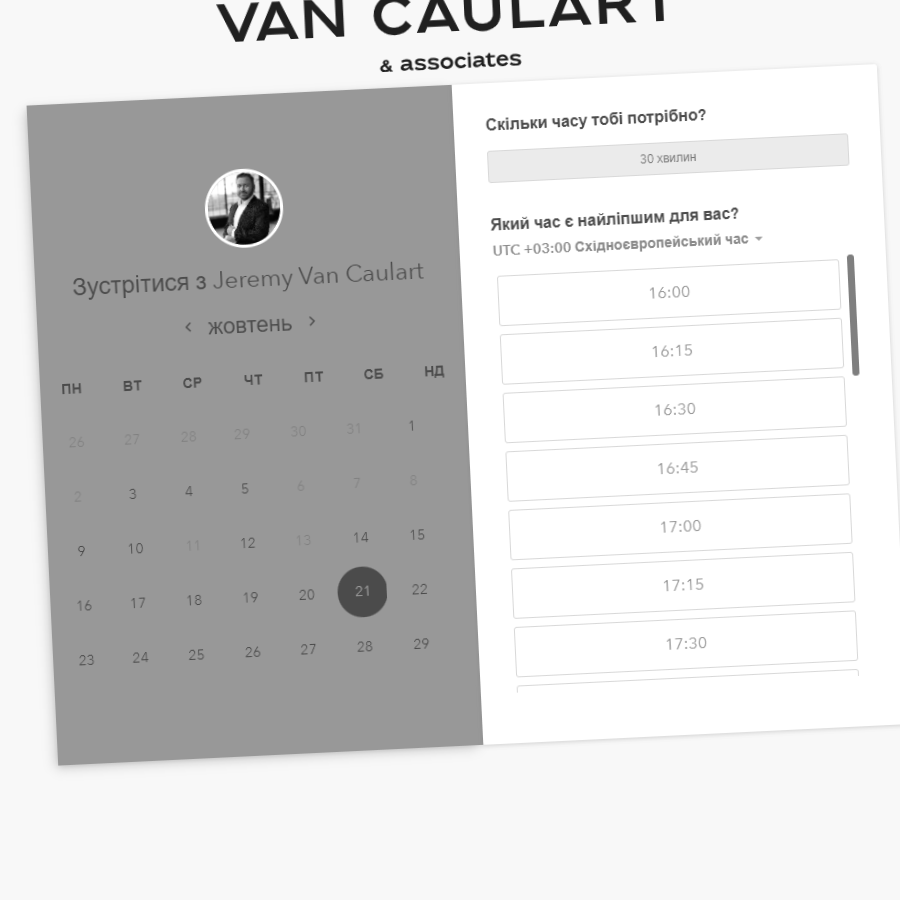 VAN CAULART
& associates
Зустрітися з Jeremy Van Caulart
жовтень
ПН ВТ СР ЧТ ПТ СБ НД
26 27 28 29 30 31 1
2 3 4 5 6 7 8
9 10 11 12 13 14 15
16 17 18 19 20 21 22
23 24 25 26 27 28 29
Скільки часу тобі потрібно?
30 хвилин
Який час є найліпшим для вас?
UTC +03:00 Східноєвропейський час
16:00
16:15
16:30
16:45
17:00
17:15
17:30